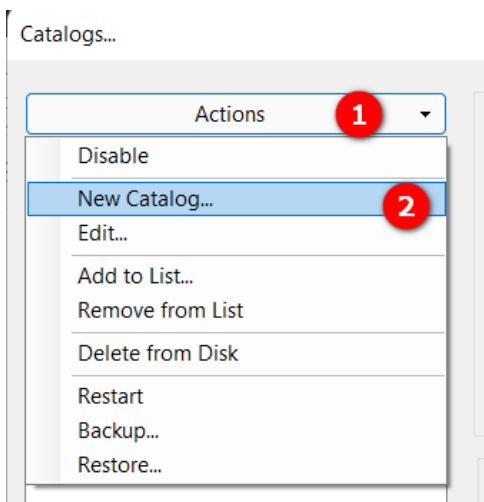 Catalogs...
Actions 1
Disable
New Catalog... 2
Edit...
Add to List...
Remove from List
Delete from Disk
Restart
Backup...
Restore...